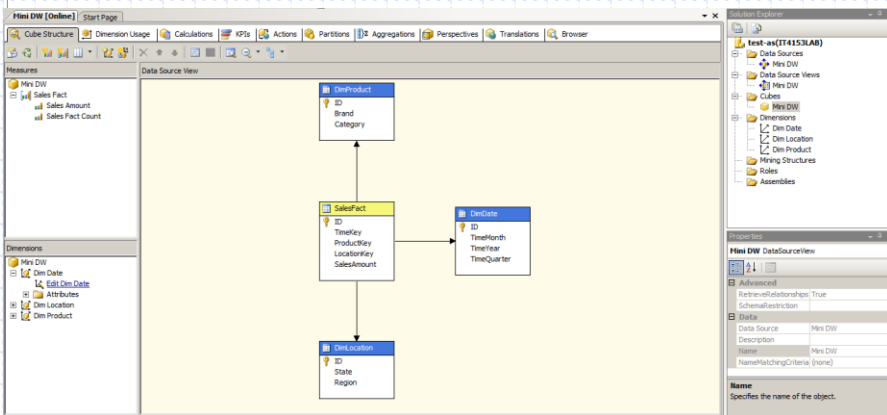 Mini DW [Online] Start Page
Cube Structure Dimension Usage Calculations KPIs Actions Partitions Aggregations Perspectives Translations Browser
Measures
Mini DW
Sales Fact
Sales Amount
Sales Fact Count
Dimensions
Mini DW
Dim Date
Edit Dim Date
Attributes
Dim Location
Dim Product
Data Source View
DimProduct
ID
Brand
Category
SalesFact
ID
TimeKey
ProductKey
LocationKey
SalesAmount
DimDate
ID
TimeMonth
TimeYear
TimeQuarter
DimLocation
ID
State
Region
Solution Explorer
test-as(IT4153LAB)
Data Sources
Mini DW
Data Source Views
Mini DW
Cubes
Mini DW
Dimensions
Dim Date
Dim Location
Dim Product
Mining Structures
Roles
Assemblies
Properties
Mini DW DataSourceView
Advanced
RetrieveRelationships True
SchemaRestriction
Data
Data Source Mini DW
Description
Name Mini DW
NameMatchingCriteria (none)
Name
Specifies the name of the object.